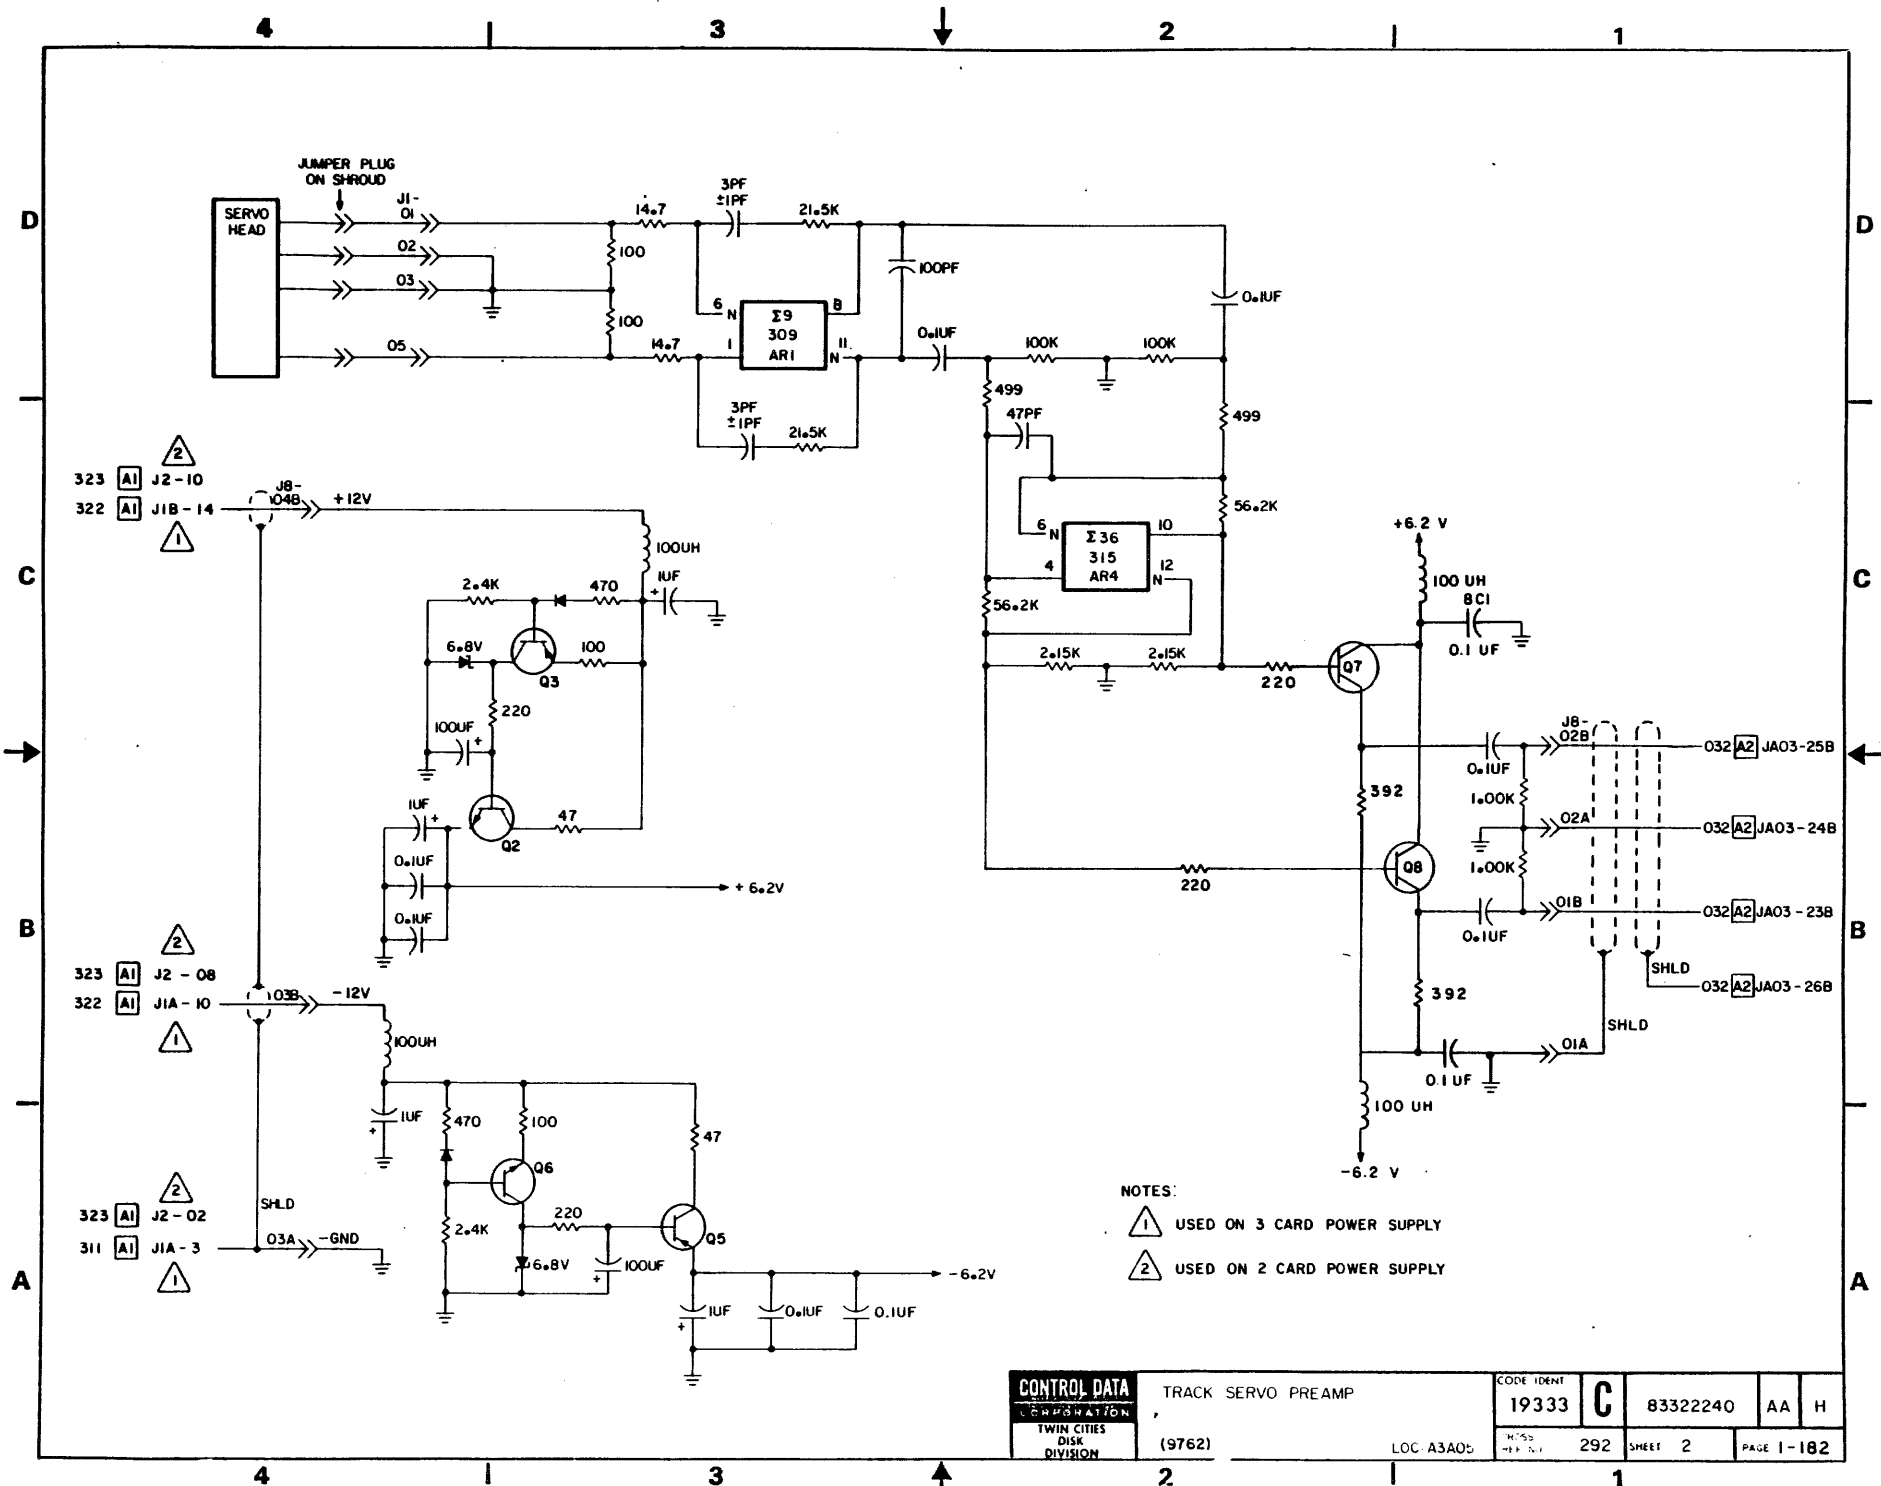 4 3 2 1
JUMPER PLUG
ON SHROUD
J1-
01
02
03
05
SERVO
HEAD
D
D
14.7
3PF
±1PF
21.5K
100
100
6 N
8
Σ9
309
AR1
1
N 11
14.7
100PF
0.1UF
0.1UF
100K
100K
3PF
±1PF
21.5K
499
47PF
499
56.2K
6 N
10
Σ36
315
AR4
4
N 12
56.2K
2.15K
2.15K
220
Q7
+6.2 V
100 UH
8C1
0.1 UF
2
323 A1 J2-10
322 A1 J1B-14
1
J8-
04B
+12V
100UH
1UF
+
C
C
2.4K
470
6.8V
100
Q3
220
100UF
+
1UF
+
47
Q2
0.1UF
+6.2V
0.1UF
J8-
02B
032 A2 JA03-25B
0.1UF
1.00K
392
02A
032 A2 JA03-24B
1.00K
Q8
220
01B
032 A2 JA03-23B
0.1UF
B
B
SHLD
032 A2 JA03-26B
392
SHLD
01A
0.1 UF
100 UH
-6.2 V
2
323 A1 J2-08
322 A1 J1A-10
1
03B
-12V
100UH
1UF
+
470
100
47
Q6
2.4K
220
Q5
6.8V
100UF
+
-6.2V
1UF
+
0.1UF
0.1UF
2
323 A1 J2-02
311 A1 J1A-3
1
SHLD
03A
-GND
A
A
NOTES:
1 USED ON 3 CARD POWER SUPPLY
2 USED ON 2 CARD POWER SUPPLY
CONTROL DATA
CORPORATION
TWIN CITIES
DISK
DIVISION
TRACK SERVO PREAMP
(9762)
LOC A3A05
CODE IDENT
19333
C
83322240
AA
H
CROSS
REF NO.
292
SHEET 2
PAGE 1-182
4 3 2 1